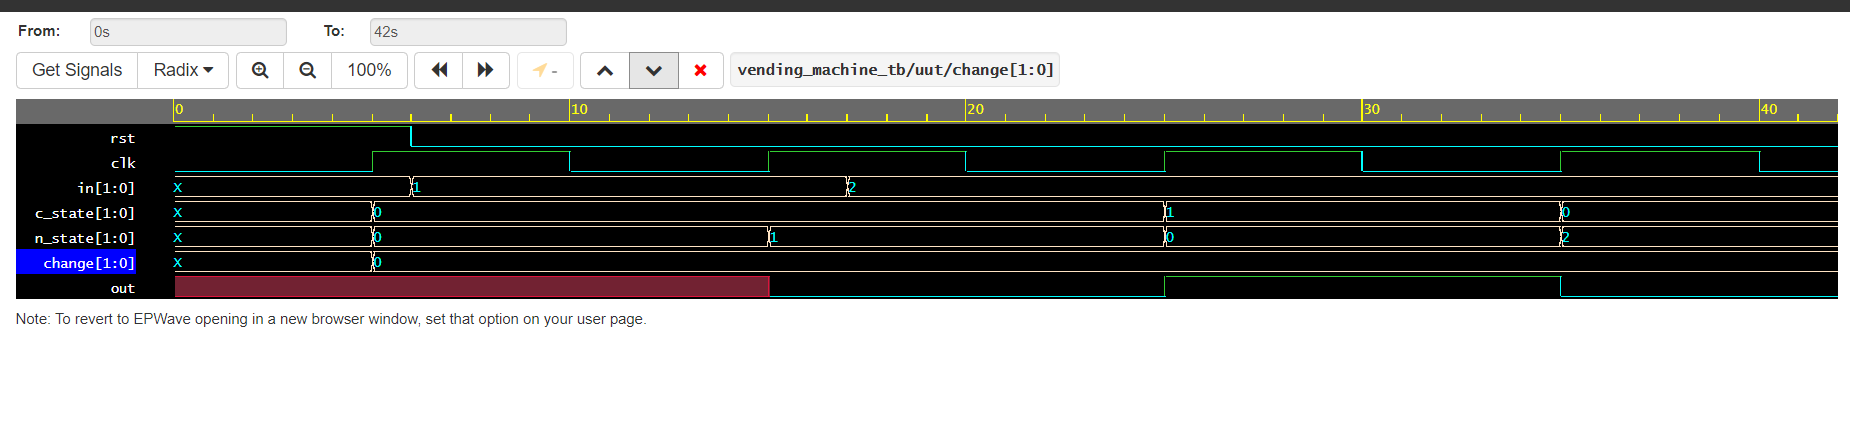 From: 0s To: 42s
Get Signals Radix 100% - vending_machine_tb/uut/change[1:0]
0 10 20 30 40
rst
clk
in[1:0] X 1 2
c_state[1:0] X 0 1 0
n_state[1:0] X 0 1 0 2
change[1:0] X 0
out
Note: To revert to EPWave opening in a new browser window, set that option on your user page.